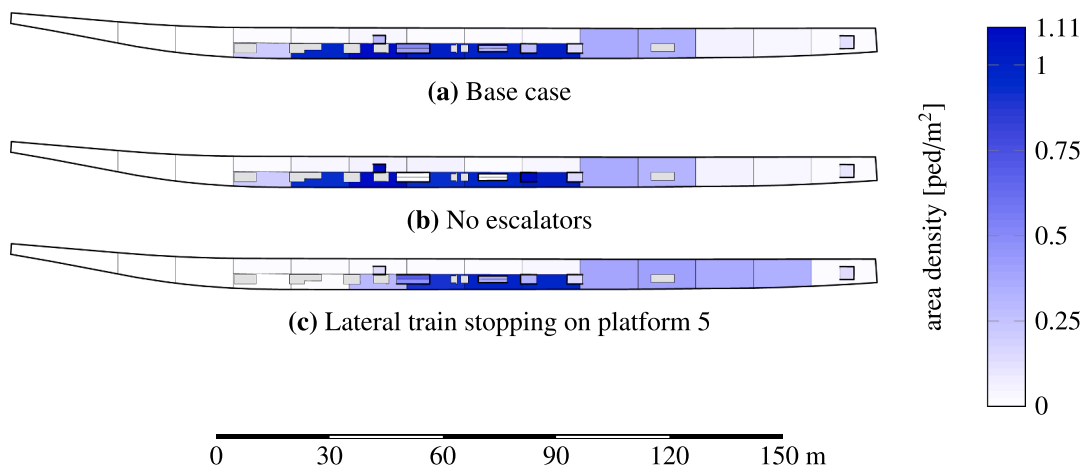 (a) Base case
(b) No escalators
(c) Lateral train stopping on platform 5
0 30 60 90 120 150 m
area density [ped/m²]
1.11
1
0.75
0.5
0.25
0